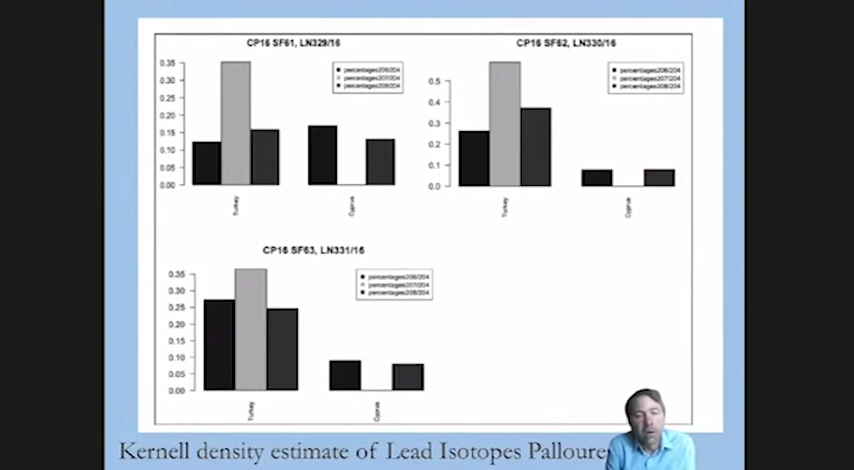 CP16 SF61, LN329/16
0.35
0.30
0.25
0.20
0.15
0.10
0.05
0.00
percentages206/204
percentages207/204
percentages208/204
Turkey
Cyprus
CP16 SF62, LN330/16
0.5
0.4
0.3
0.2
0.1
0.0
percentages206/204
percentages207/204
percentages208/204
Turkey
Cyprus
CP16 SF63, LN331/16
0.35
0.30
0.25
0.20
0.15
0.10
0.05
0.00
percentages206/204
percentages207/204
percentages208/204
Turkey
Cyprus
Kernell density estimate of Lead Isotopes Palloure